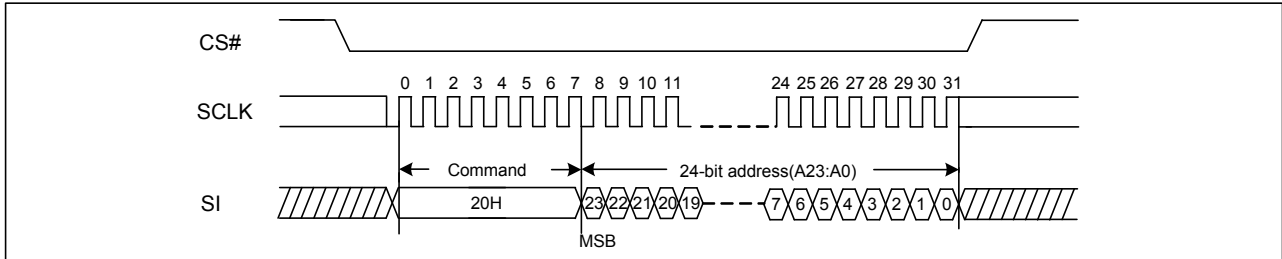 CS#
0 1 2 3 4 5 6 7 8 9 10 11 24 25 26 27 28 29 30 31
SCLK
Command 24-bit address(A23:A0)
SI 20H 23 22 21 20 19 7 6 5 4 3 2 1 0
MSB